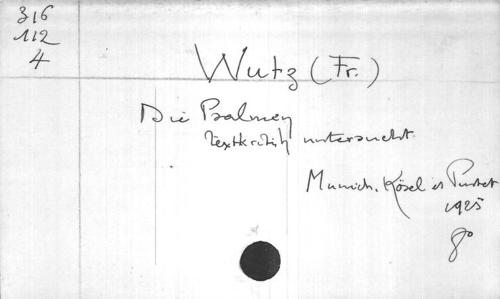 316
112
4
Wutz (Fr.)
Die Psalmen
textkritisch untersucht.
Munich, Kösel et Pustet
1925
8°